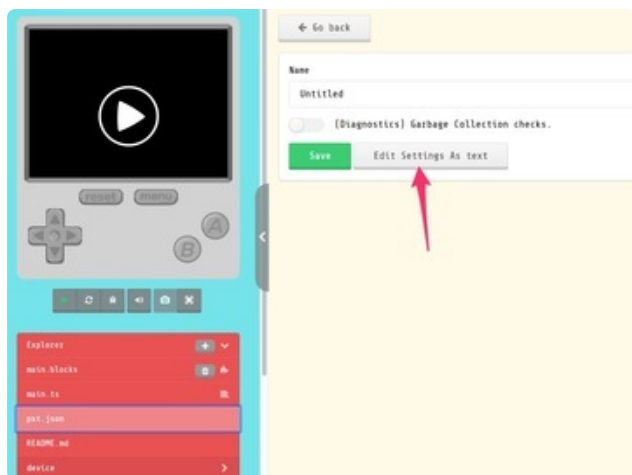 ← Go back
Name
Untitled
(Diagnostics) Garbage Collection checks.
Save
Edit Settings As text
reset
menu
A
B
Explorer
main.blocks
main.ts
pxt.json
README.md
device